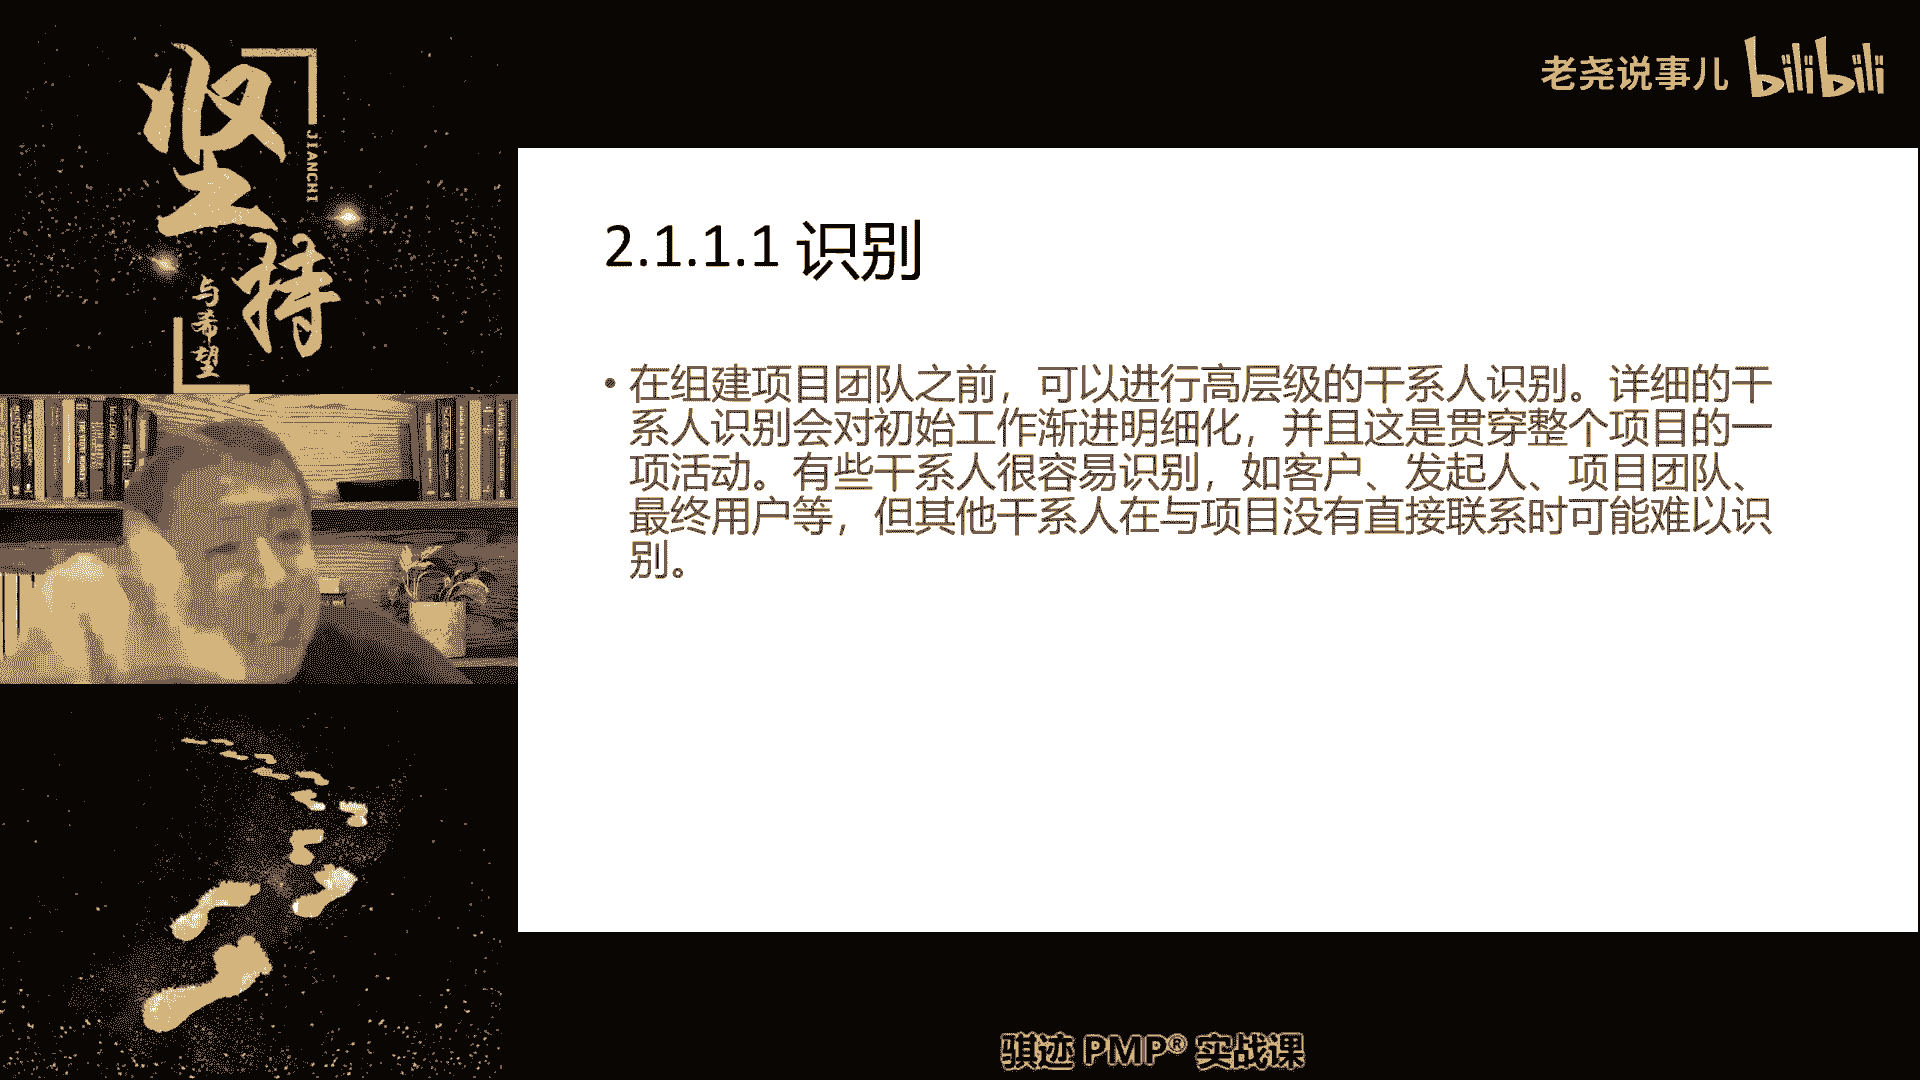 坚持
JIANCHI
与希望
老尧说事儿 bilibili
2.1.1.1 识别
• 在组建项目团队之前，可以进行高层级的干系人识别。详细的干
系人识别会对初始工作渐进明细化，并且这是贯穿整个项目的一
项活动。有些干系人很容易识别，如客户、发起人、项目团队、
最终用户等，但其他干系人在与项目没有直接联系时可能难以识
别。
骐迹 PMP® 实战课